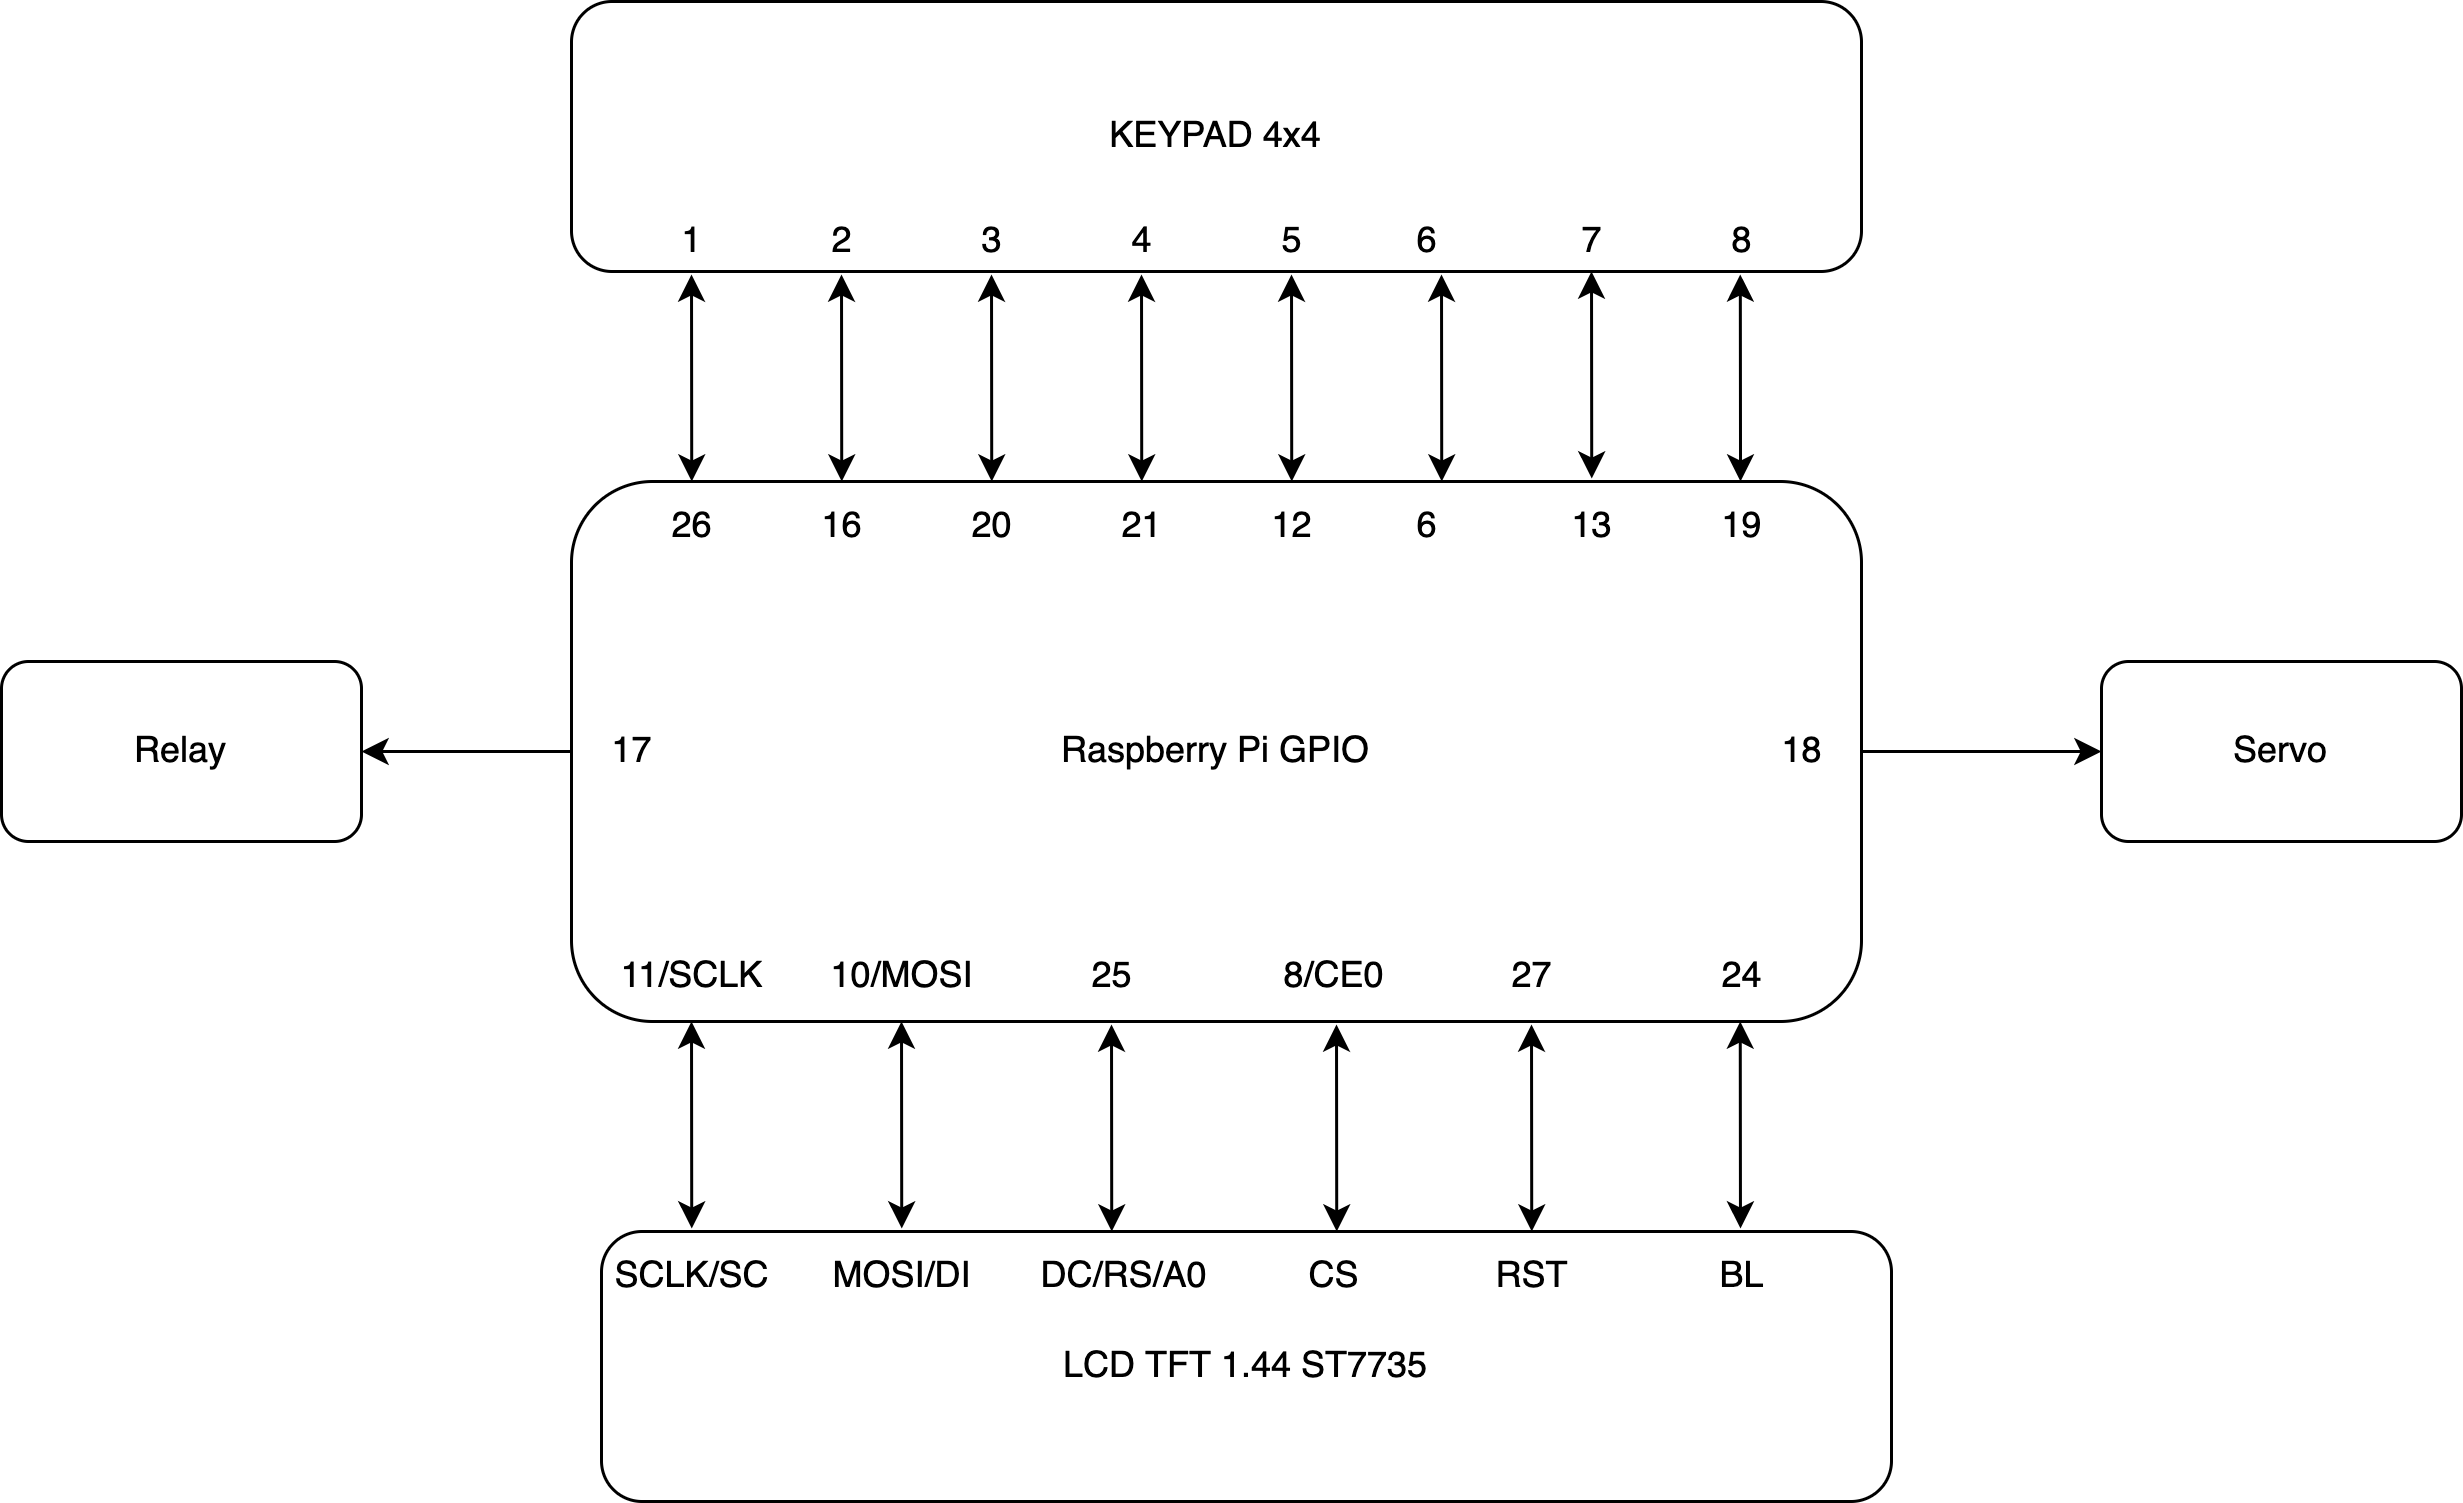 KEYPAD 4x4
1 2 3 4 5 6 7 8
26 16 20 21 12 6 13 19
Relay 17 Raspberry Pi GPIO 18 Servo
11/SCLK 10/MOSI 25 8/CE0 27 24
SCLK/SC MOSI/DI DC/RS/A0 CS RST BL
LCD TFT 1.44 ST7735